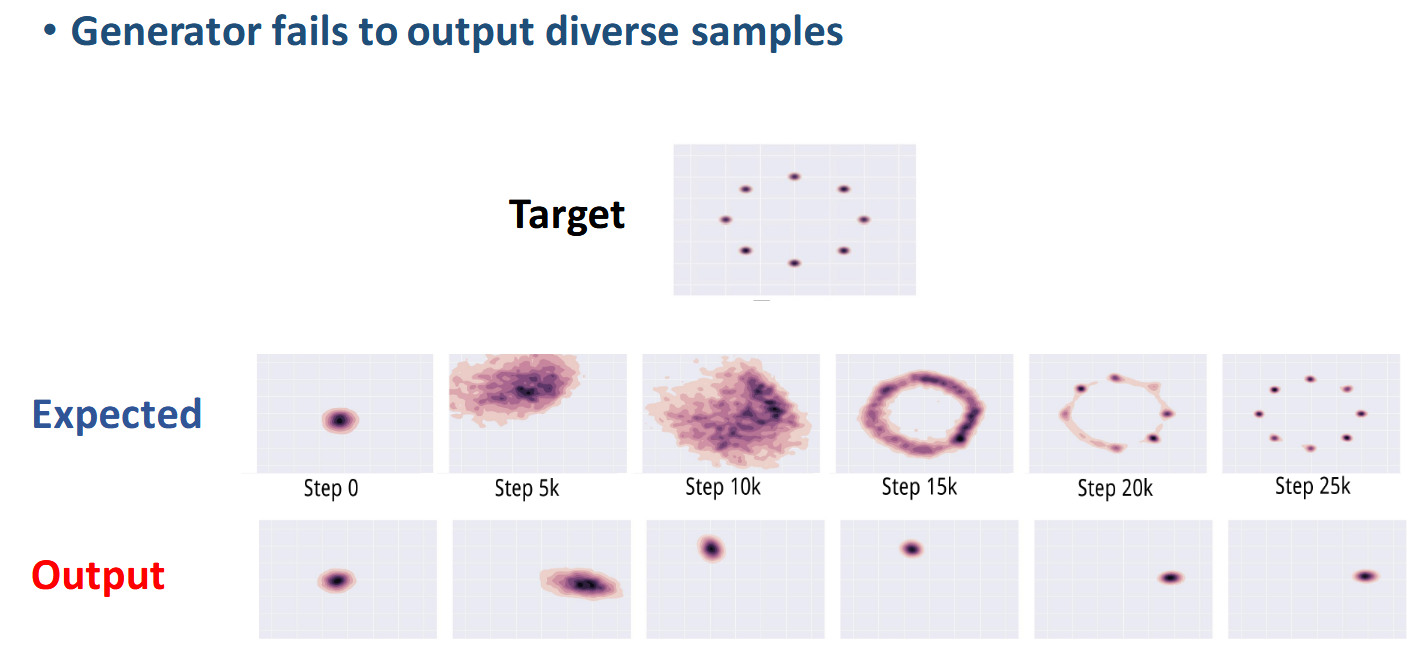 • Generator fails to output diverse samples
Target
Expected
Step 0 Step 5k Step 10k Step 15k Step 20k Step 25k
Output